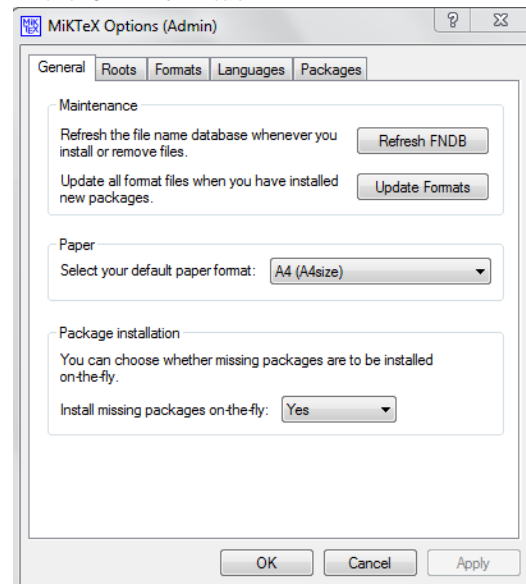 MiKTeX Options (Admin)
General Roots Formats Languages Packages
Maintenance
Refresh the file name database whenever you
install or remove files.
Refresh FNDB
Update all format files when you have installed
new packages.
Update Formats
Paper
Select your default paper format: A4 (A4size)
Package installation
You can choose whether missing packages are to be installed
on-the-fly.
Install missing packages on-the-fly: Yes
OK Cancel Apply